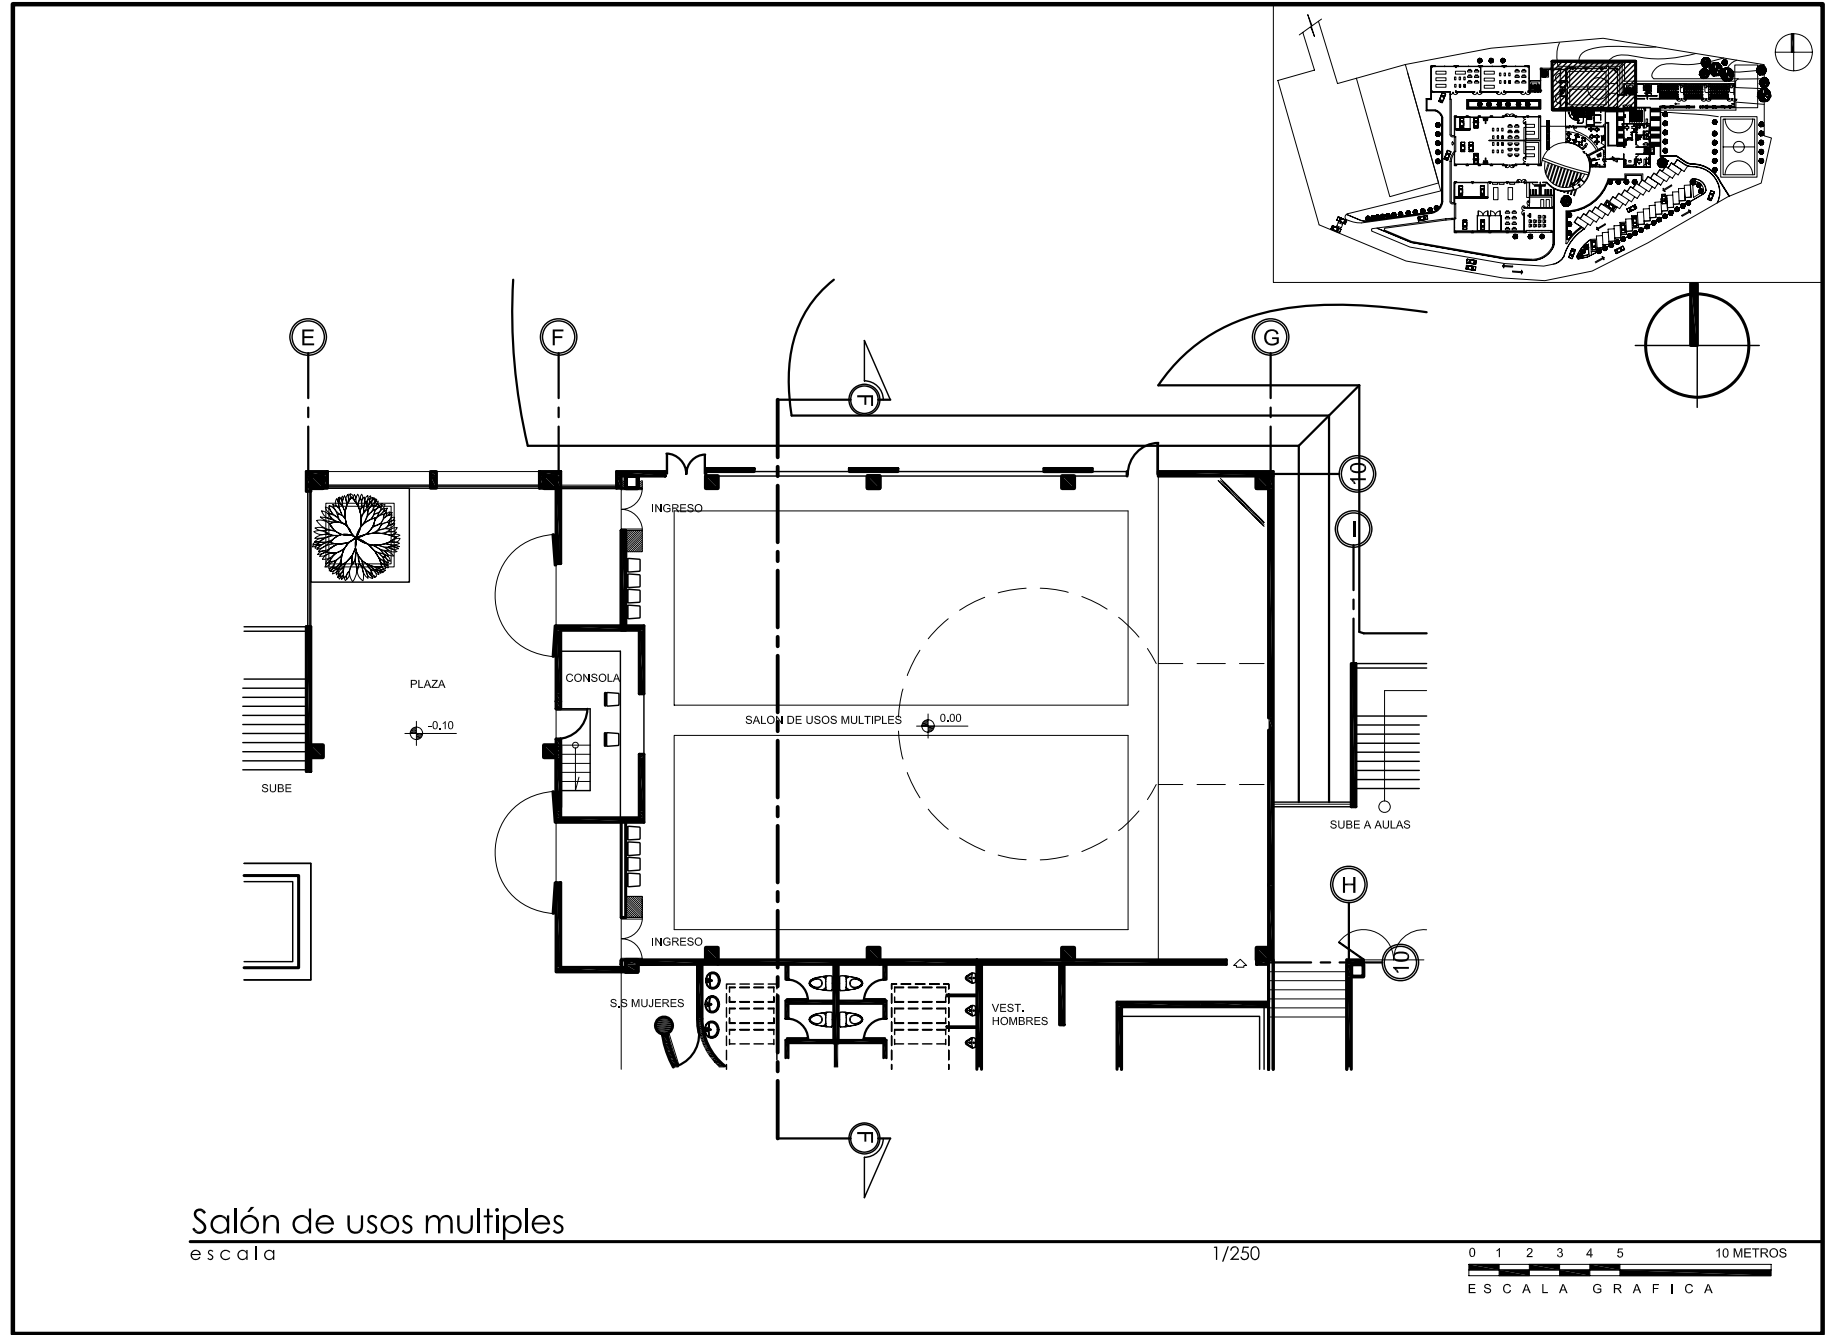 E
F
G
F
10
INGRESO
I
CONSOLA
PLAZA
SALON DE USOS MULTIPLES
0.00
-0.10
SUBE
SUBE A AULAS
H
INGRESO
10
S.S MUJERES
VEST.
HOMBRES
F
Salón de usos multiples
escala
1/250
0 1 2 3 4 5 10 METROS
ESCALA GRAFICA